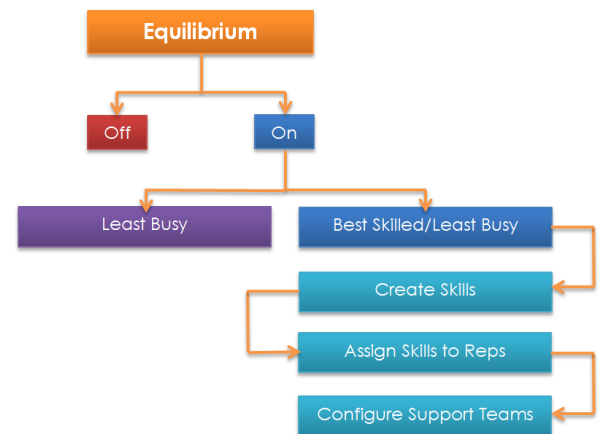 Equilibrium
Off
On
Least Busy
Best Skilled/Least Busy
Create Skills
Assign Skills to Reps
Configure Support Teams